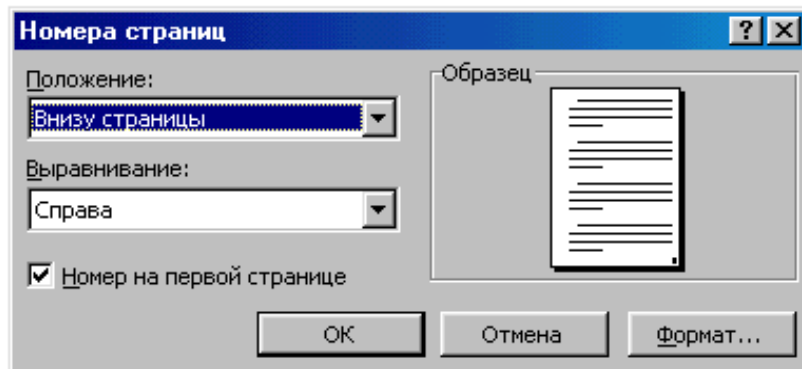 Номера страниц
Положение:
Внизу страницы
Выравнивание:
Справа
Номер на первой странице
Образец
ОК
Отмена
Формат...